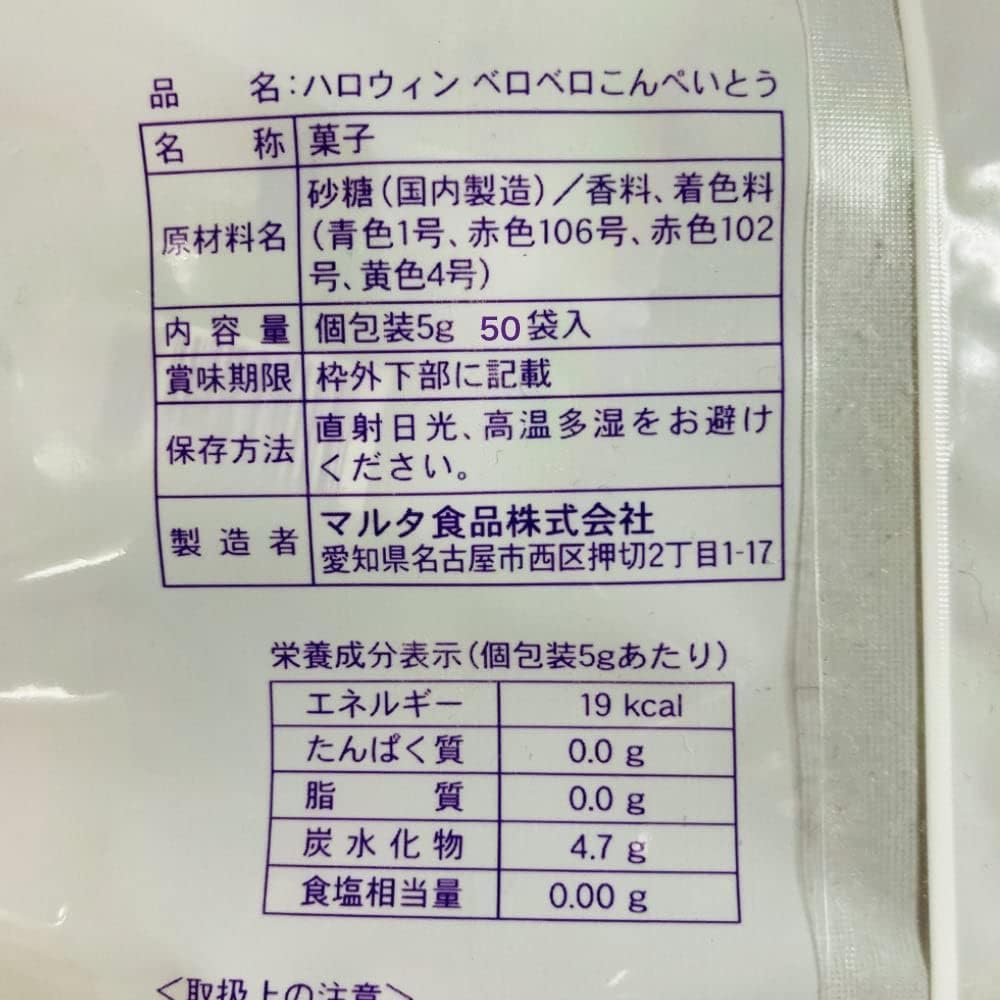 品 名:ハロウィン ベロベロこんぺいとう
名 称 菓子
原材料名 砂糖(国内製造)/香料、着色料
(青色1号、赤色106号、赤色102
号、黄色4号)
内容量 個包装5g 50袋入
賞味期限 枠外下部に記載
保存方法 直射日光、高温多湿をお避け
ください。
製造者 マルタ食品株式会社
愛知県名古屋市西区押切2丁目1-17
栄養成分表示(個包装5gあたり)
エネルギー 19 kcal
たんぱく質 0.0 g
脂 質 0.0 g
炭水化物 4.7 g
食塩相当量 0.00 g
<取扱上の注意>